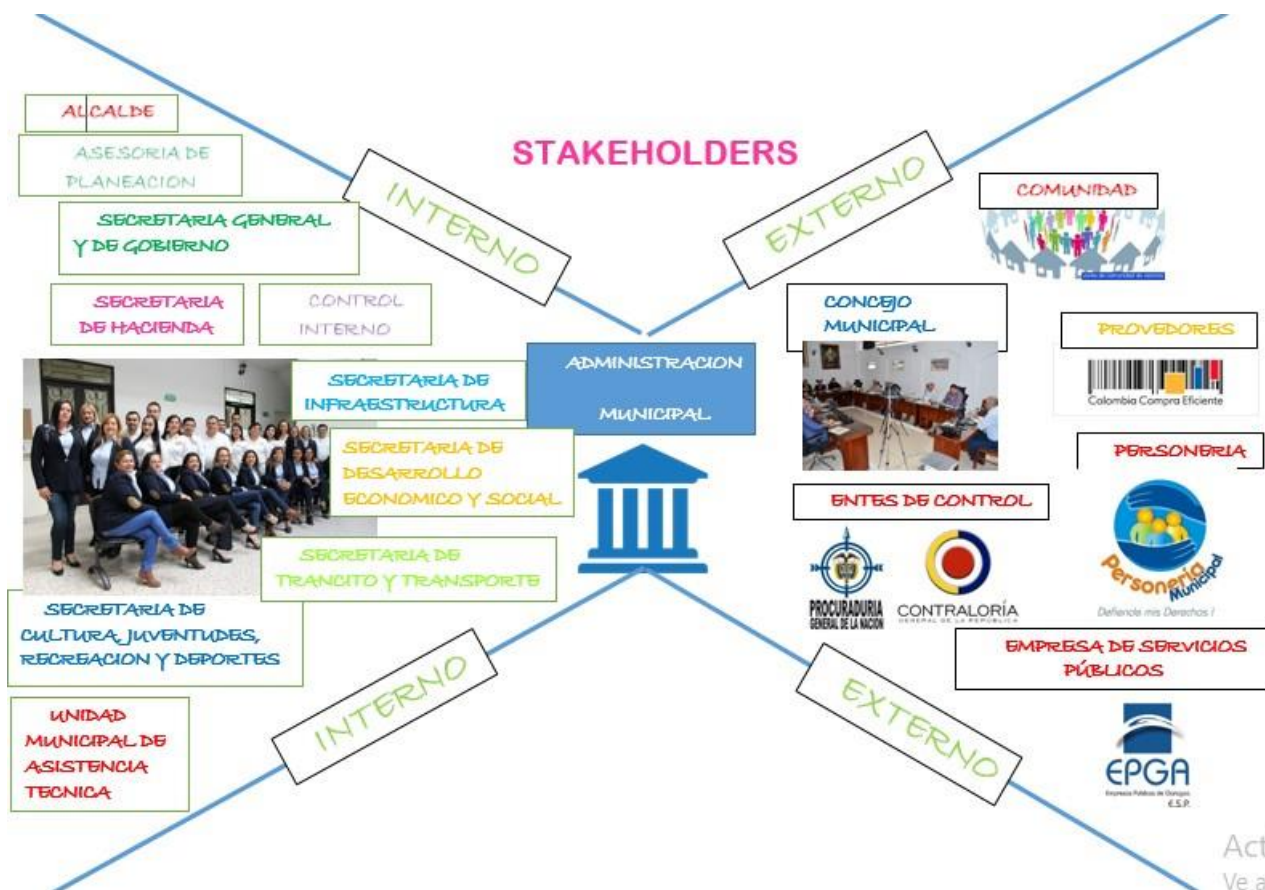 STAKEHOLDERS
INTERNO
EXTERNO
ALCALDE
ASESORIA DE
PLANEACION
SECRETARIA GENERAL
Y DE GOBIERNO
SECRETARIA
DE HACIENDA
CONTROL
INTERNO
SECRETARIA DE
INFRAESTRUCTURA
SECRETARIA DE
DESARROLLO
ECONOMICO Y SOCIAL
SECRETARIA DE
TRANCITO Y TRANSPORTE
SECRETARIA DE
CULTURA, JUVENTUDES,
RECREACION Y DEPORTES
UNIDAD
MUNICIPAL DE
ASISTENCIA
TECNICA
INTERNO
ADMINISTRACION
MUNICIPAL
COMUNIDAD
CONCEJO
MUNICIPAL
PROVEDORES
Colombia Compra Eficiente
PERSONERIA
Personería
Municipal
Defiende mis Derechos !
ENTES DE CONTROL
PROCURADURIA
GENERAL DE LA NACION
CONTRALORÍA
GENERAL DE LA REPÚBLICA
EMPRESA DE SERVICIOS
PÚBLICOS
EPGA
E.S.P.
EXTERNO
Act
Ve a